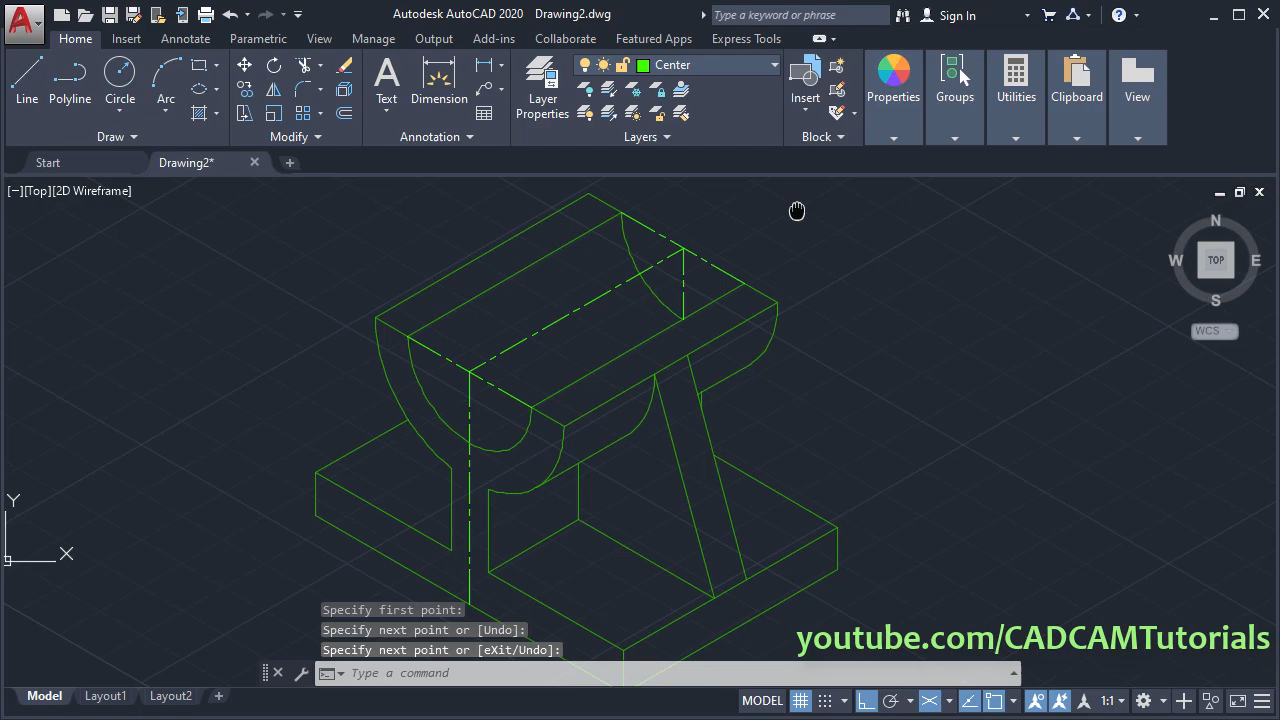 A Autodesk AutoCAD 2020 Drawing2.dwg Type a keyword or phrase Sign In
Home Insert Annotate Parametric View Manage Output Add-ins Collaborate Featured Apps Express Tools
Center
Line Polyline Circle Arc Text Dimension Layer Properties Insert Properties Groups Utilities Clipboard View
Draw Modify Annotation Layers Block
Start Drawing2*
[−][Top][2D Wireframe]
N
W TOP E
S
WCS
Y
X
Specify first point:
Specify next point or [Undo]:
Specify next point or [eXit/Undo]:
youtube.com/CADCAMTutorials
Type a command
Model Layout1 Layout2 MODEL 1:1